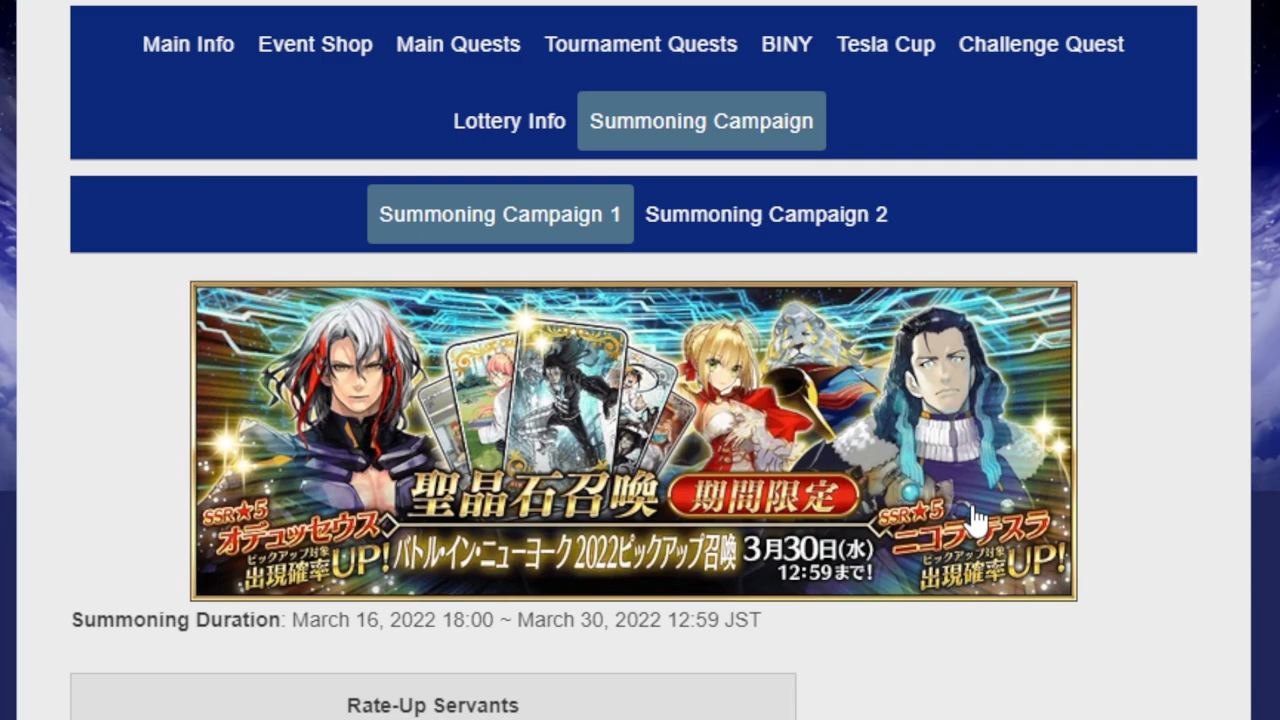 Main Info Event Shop Main Quests Tournament Quests BINY Tesla Cup Challenge Quest
Lottery Info Summoning Campaign
Summoning Campaign 1 Summoning Campaign 2
聖晶石召喚 期間限定
SSR★5
オデュッセウス
ピックアップ対象
出現確率UP!
バトル・イン・ニューヨーク 2022ピックアップ召喚
3月30日(水)
12:59まで!
SSR★5
ニコラ・テスラ
ピックアップ対象
出現確率UP!
Summoning Duration: March 16, 2022 18:00 ~ March 30, 2022 12:59 JST
Rate-Up Servants